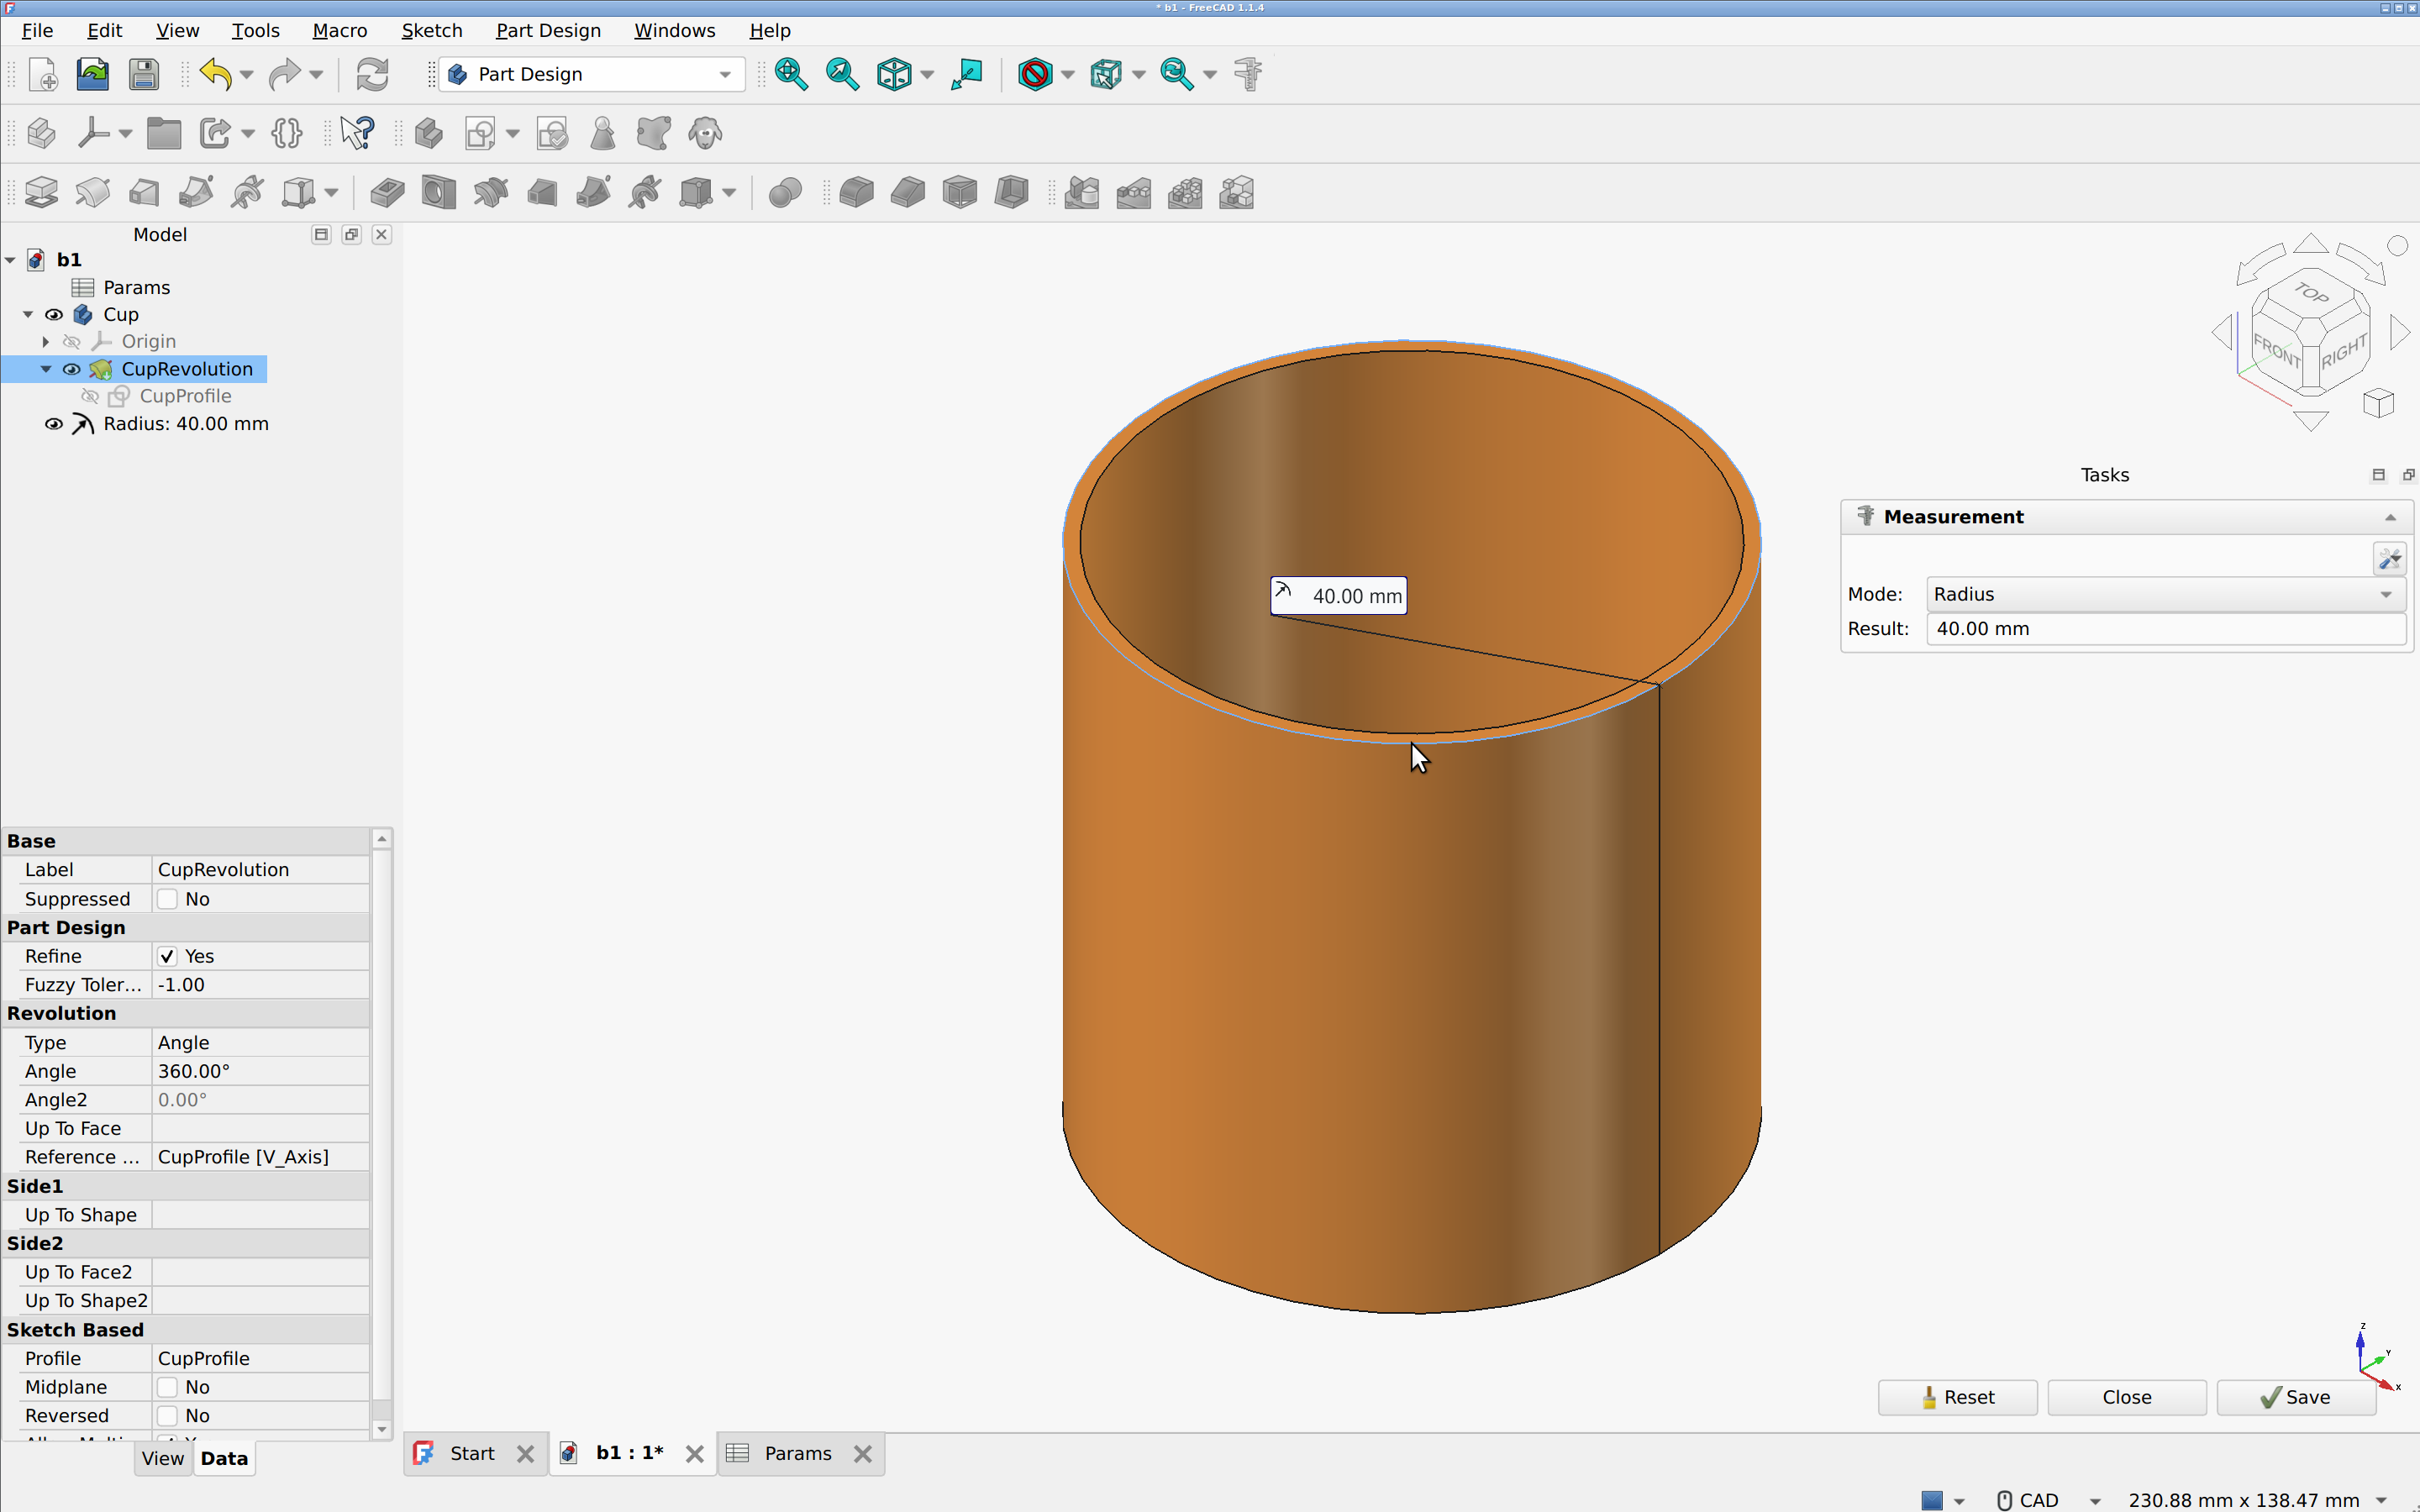 * b1 - FreeCAD 1.1.4
File Edit View Tools Macro Sketch Part Design Windows Help
Part Design
Model
b1
Params
Cup
Origin
CupRevolution
CupProfile
Radius: 40.00 mm
TOP
FRONT
RIGHT
Tasks
Measurement
Mode: Radius
Result: 40.00 mm
40.00 mm
Base
Label CupRevolution
Suppressed No
Part Design
Refine Yes
Fuzzy Toler... -1.00
Revolution
Type Angle
Angle 360.00°
Angle2 0.00°
Up To Face
Reference ... CupProfile [V_Axis]
Side1
Up To Shape
Side2
Up To Face2
Up To Shape2
Sketch Based
Profile CupProfile
Midplane No
Reversed No
View Data
Z
Y
X
Reset Close Save
Start b1 : 1* Params
CAD 230.88 mm x 138.47 mm